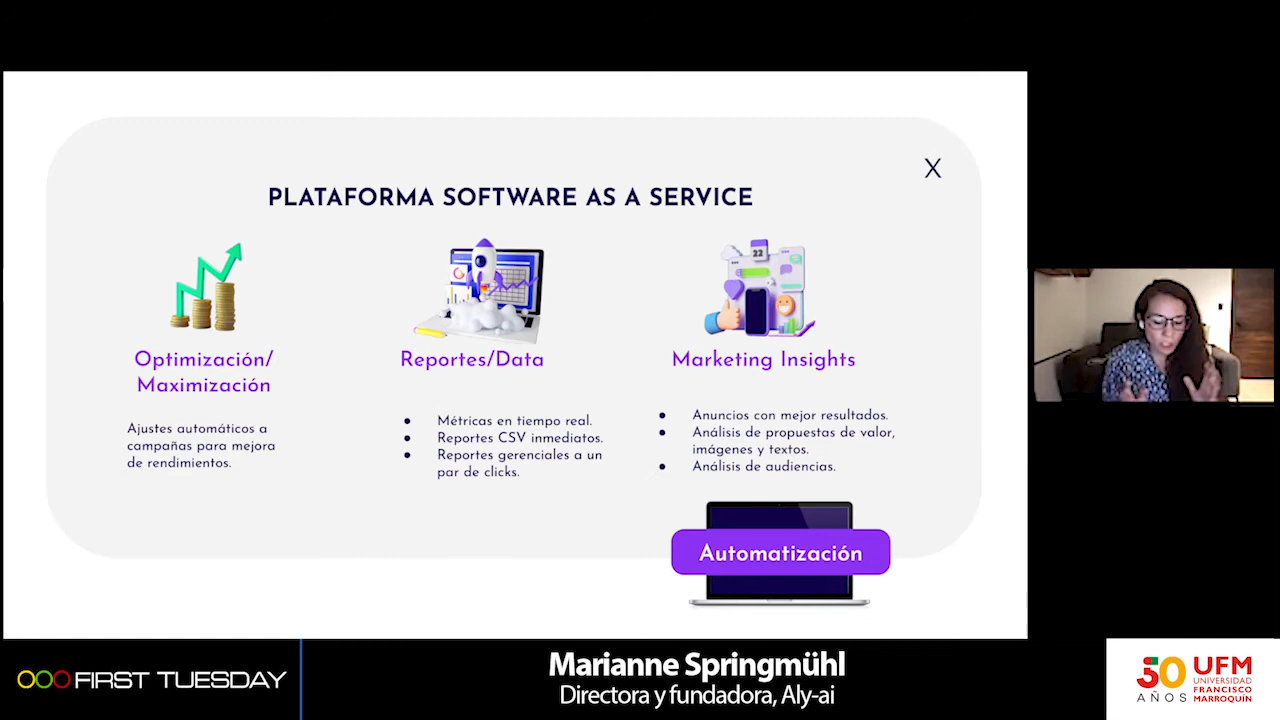 X
PLATAFORMA SOFTWARE AS A SERVICE
22
Optimización/
Maximización
Ajustes automáticos a
campañas para mejora
de rendimientos.
Reportes/Data
• Métricas en tiempo real.
• Reportes CSV inmediatos.
• Reportes gerenciales a un
par de clicks.
Marketing Insights
• Anuncios con mejor resultados.
• Análisis de propuestas de valor,
imágenes y textos.
• Análisis de audiencias.
Automatización
FIRST TUESDAY
Marianne Springmühl
Directora y fundadora, Aly-ai
50
AÑOS
UFM
UNIVERSIDAD
FRANCISCO
MARROQUÍN